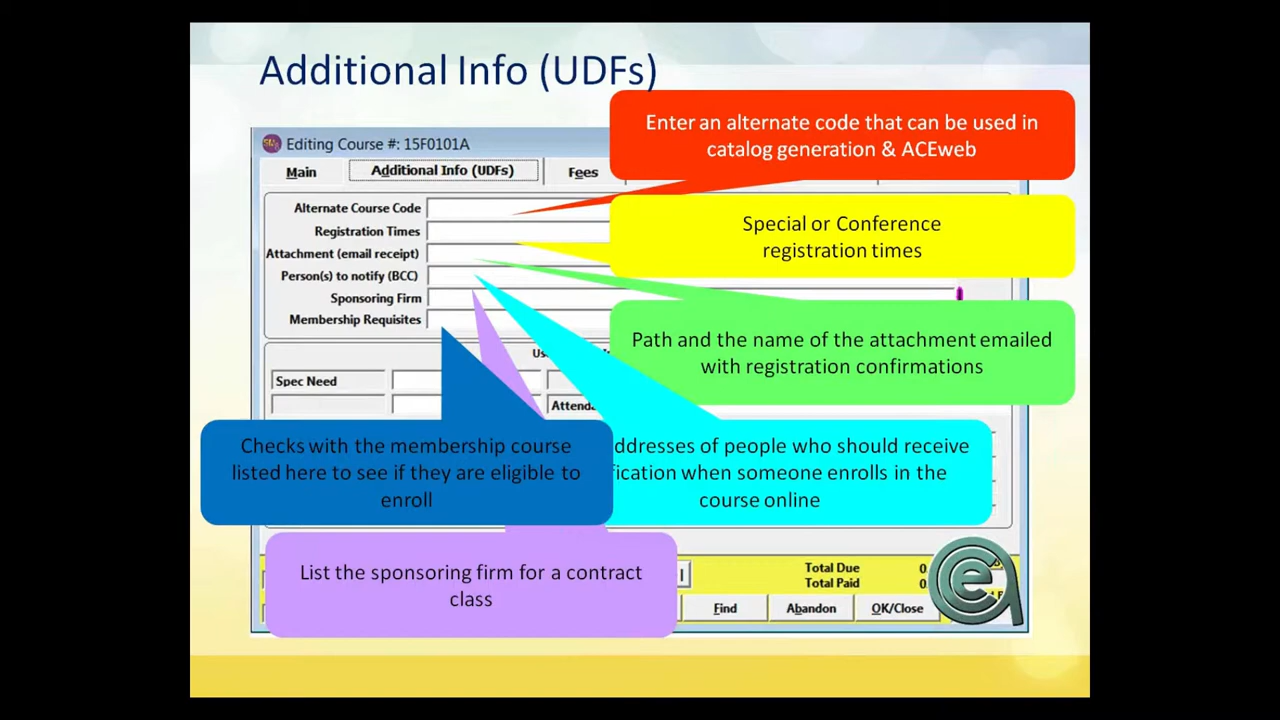 Additional Info (UDFs)
Enter an alternate code that can be used in
catalog generation & ACEweb
Editing Course #: 15F0101A
Main
Additional Info (UDFs)
Fees
Alternate Course Code
Registration Times
Attachment (email receipt)
Person(s) to notify (BCC)
Sponsoring Firm
Membership Requisites
Special or Conference
registration times
Path and the name of the attachment emailed
with registration confirmations
Spec Need
Checks with the membership course
listed here to see if they are eligible to
enroll
of people who should receive
when someone enrolls in the
course online
List the sponsoring firm for a contract
class
Total Due
Total Paid
Find
Abandon
OK/Close